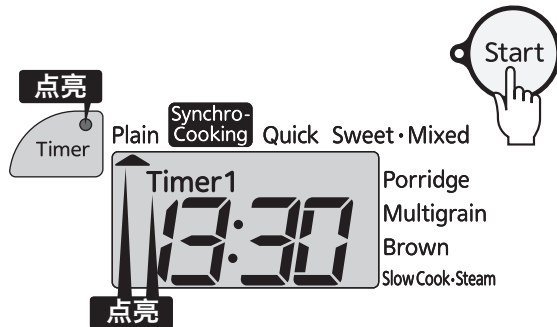 Start
点亮
Timer
Plain Synchro-Cooking Quick Sweet·Mixed
Timer1
13:30
Porridge
Multigrain
Brown
Slow Cook·Steam
点亮